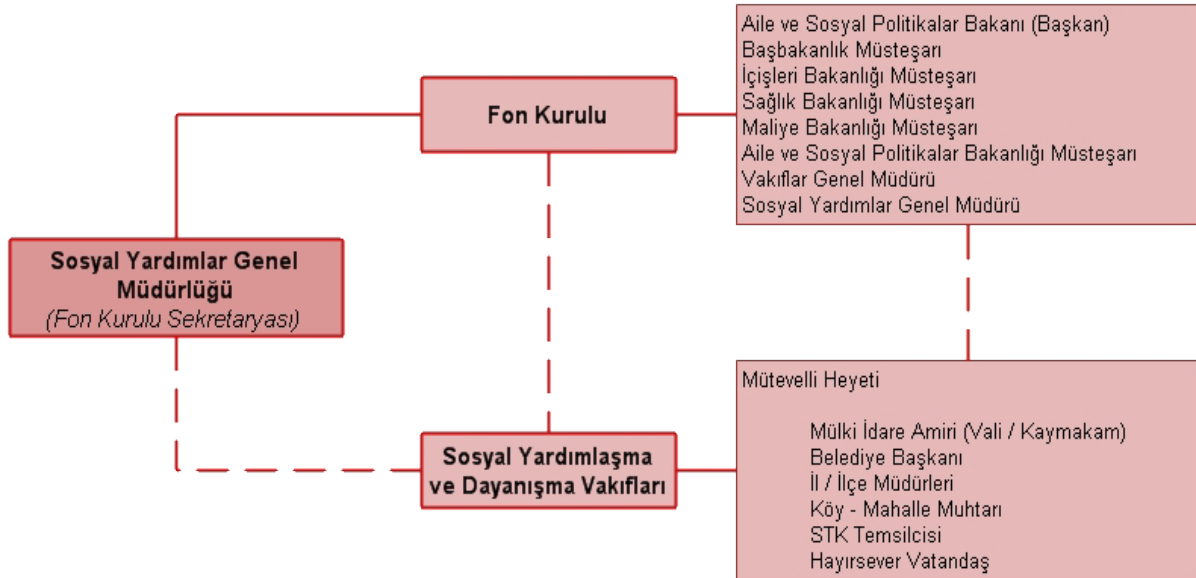 Aile ve Sosyal Politikalar Bakanı (Başkan)
Başbakanlık Müsteşarı
İçişleri Bakanlığı Müsteşarı
Sağlık Bakanlığı Müsteşarı
Maliye Bakanlığı Müsteşarı
Aile ve Sosyal Politikalar Bakanlığı Müsteşarı
Vakıflar Genel Müdürü
Sosyal Yardımlar Genel Müdürü
Fon Kurulu
Sosyal Yardımlar Genel
Müdürlüğü
(Fon Kurulu Sekretaryası)
Sosyal Yardımlaşma
ve Dayanışma Vakıfları
Mütevelli Heyeti
Mülki İdare Amiri (Vali / Kaymakam)
Belediye Başkanı
İl / İlçe Müdürleri
Köy - Mahalle Muhtarı
STK Temsilcisi
Hayırsever Vatandaş